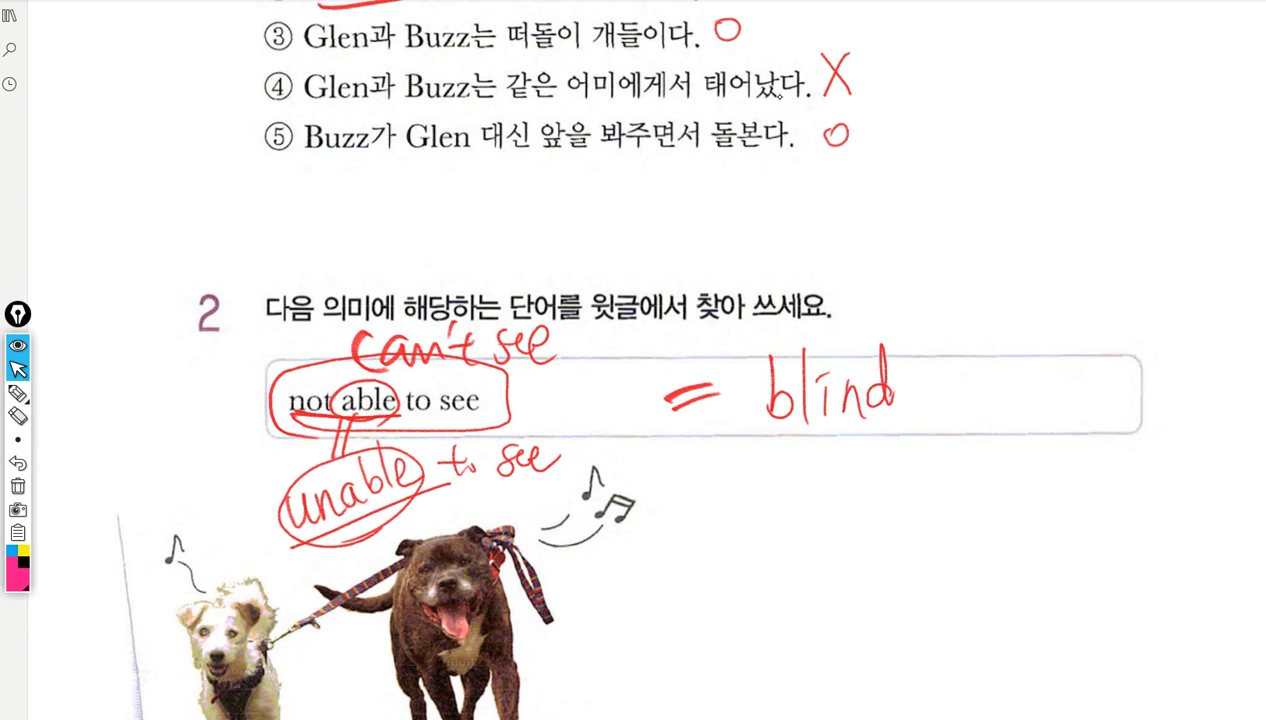 ③ Glen과 Buzz는 떠돌이 개들이다. O
④ Glen과 Buzz는 같은 어미에게서 태어났다. X
⑤ Buzz가 Glen 대신 앞을 봐주면서 돌본다. O
2 다음 의미에 해당하는 단어를 윗글에서 찾아 쓰세요.
can't see
not able to see = blind
unable to see